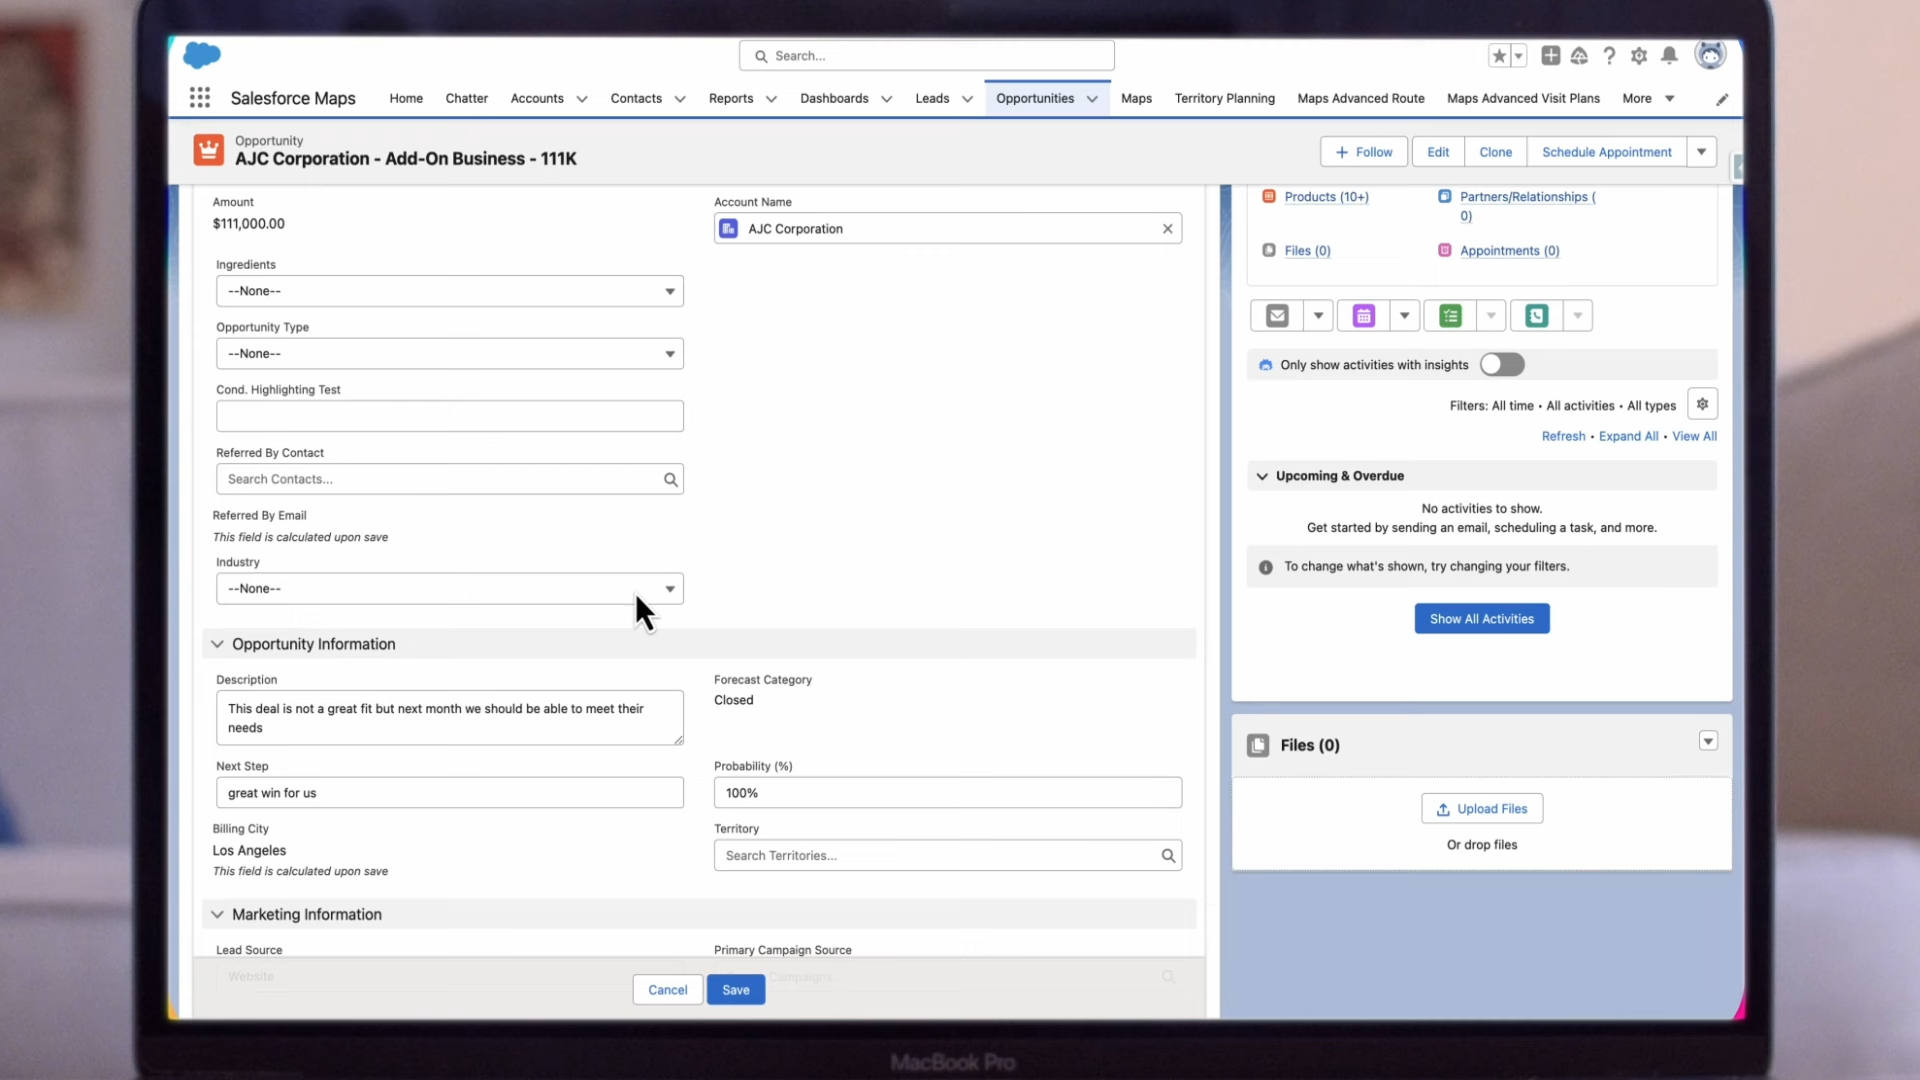 Search...
Salesforce Maps
Home
Chatter
Accounts
Contacts
Reports
Dashboards
Leads
Opportunities
Maps
Territory Planning
Maps Advanced Route
Maps Advanced Visit Plans
More
Opportunity
AJC Corporation - Add-On Business - 111K
+ Follow
Edit
Clone
Schedule Appointment
Amount
$111,000.00
Account Name
AJC Corporation
Ingredients
--None--
Opportunity Type
--None--
Cond. Highlighting Test
Referred By Contact
Search Contacts...
Referred By Email
This field is calculated upon save
Industry
--None--
Opportunity Information
Description
This deal is not a great fit but next month we should be able to meet their
needs
Forecast Category
Closed
Next Step
great win for us
Probability (%)
100%
Billing City
Los Angeles
This field is calculated upon save
Territory
Search Territories...
Marketing Information
Lead Source
Website
Primary Campaign Source
Campaigns...
Cancel
Save
Products (10+)
Partners/Relationships (
0)
Files (0)
Appointments (0)
Only show activities with insights
Filters: All time • All activities • All types
Refresh • Expand All • View All
Upcoming & Overdue
No activities to show.
Get started by sending an email, scheduling a task, and more.
To change what's shown, try changing your filters.
Show All Activities
Files (0)
Upload Files
Or drop files
MacBook Pro